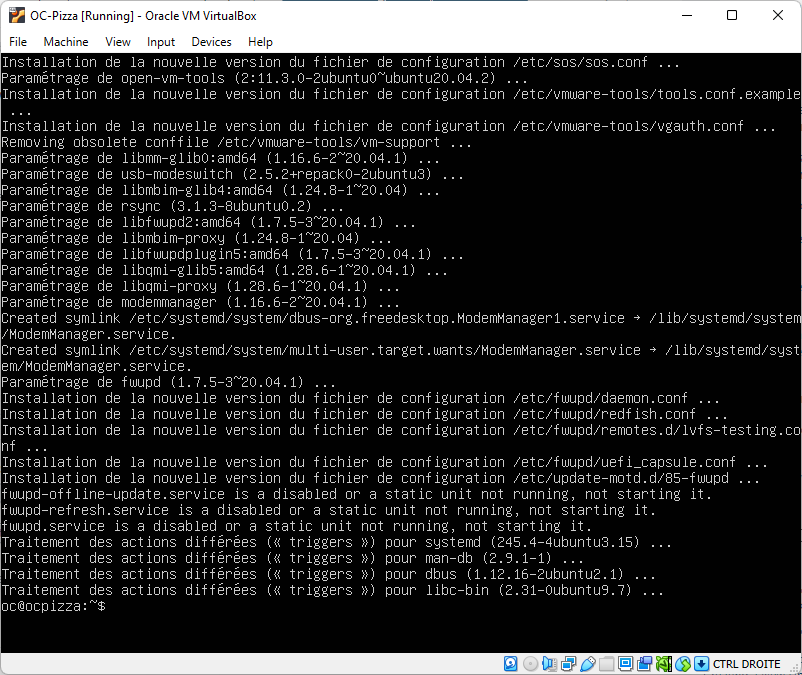 OC-Pizza [Running] - Oracle VM VirtualBox
File Machine View Input Devices Help
Installation de la nouvelle version du fichier de configuration /etc/sos/sos.conf ...
Paramétrage de open-vm-tools (2:11.3.0-2ubuntu0~ubuntu20.04.2) ...
Installation de la nouvelle version du fichier de configuration /etc/vmware-tools/tools.conf.example
 ...
Installation de la nouvelle version du fichier de configuration /etc/vmware-tools/vgauth.conf ...
Removing obsolete conffile /etc/vmware-tools/vm-support ...
Paramétrage de libmm-glib0:amd64 (1.16.6-2~20.04.1) ...
Paramétrage de usb-modeswitch (2.5.2+repack0-2ubuntu3) ...
Paramétrage de libmbim-glib4:amd64 (1.24.8-1~20.04) ...
Paramétrage de rsync (3.1.3-8ubuntu0.2) ...
Paramétrage de libfwupd2:amd64 (1.7.5-3~20.04.1) ...
Paramétrage de libmbim-proxy (1.24.8-1~20.04) ...
Paramétrage de libfwupdplugin5:amd64 (1.7.5-3~20.04.1) ...
Paramétrage de libqmi-glib5:amd64 (1.28.6-1~20.04.1) ...
Paramétrage de libqmi-proxy (1.28.6-1~20.04.1) ...
Paramétrage de modemmanager (1.16.6-2~20.04.1) ...
Created symlink /etc/systemd/system/dbus-org.freedesktop.ModemManager1.service → /lib/systemd/system
/ModemManager.service.
Created symlink /etc/systemd/system/multi-user.target.wants/ModemManager.service → /lib/systemd/syst
em/ModemManager.service.
Paramétrage de fwupd (1.7.5-3~20.04.1) ...
Installation de la nouvelle version du fichier de configuration /etc/fwupd/daemon.conf ...
Installation de la nouvelle version du fichier de configuration /etc/fwupd/redfish.conf ...
Installation de la nouvelle version du fichier de configuration /etc/fwupd/remotes.d/lvfs-testing.co
nf ...
Installation de la nouvelle version du fichier de configuration /etc/fwupd/uefi_capsule.conf ...
Installation de la nouvelle version du fichier de configuration /etc/update-motd.d/85-fwupd ...
fwupd-offline-update.service is a disabled or a static unit not running, not starting it.
fwupd-refresh.service is a disabled or a static unit not running, not starting it.
fwupd.service is a disabled or a static unit not running, not starting it.
Traitement des actions différées (« triggers ») pour systemd (245.4-4ubuntu3.15) ...
Traitement des actions différées (« triggers ») pour man-db (2.9.1-1) ...
Traitement des actions différées (« triggers ») pour dbus (1.12.16-2ubuntu2.1) ...
Traitement des actions différées (« triggers ») pour libc-bin (2.31-0ubuntu9.7) ...
oc@ocpizza:~$
CTRL DROITE